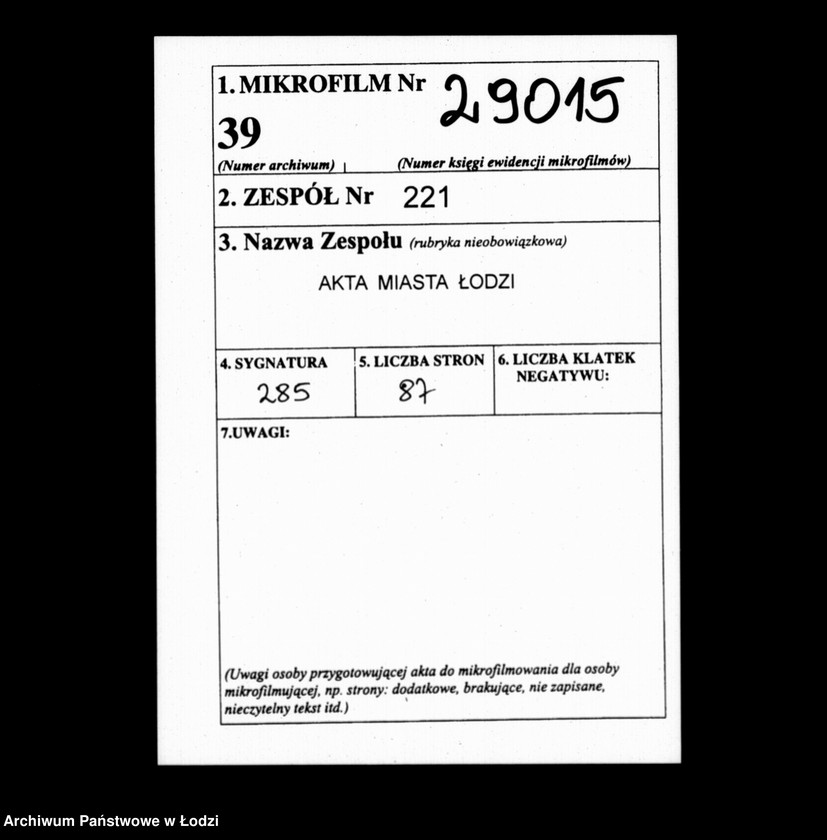 1. MIKROFILM Nr 29015
39
(Numer archiwum) (Numer księgi ewidencji mikrofilmów)
2. ZESPÓŁ Nr 221
3. Nazwa Zespołu (rubryka nieobowiązkowa)
AKTA MIASTA ŁODZI
4. SYGNATURA 5. LICZBA STRON 6. LICZBA KLATEK
NEGATYWU:
285 87
7.UWAGI:
(Uwagi osoby przygotowującej akta do mikrofilmowania dla osoby
mikrofilmującej, np. strony: dodatkowe, brakujące, nie zapisane,
nieczytelny tekst itd.)
Archiwum Państwowe w Łodzi